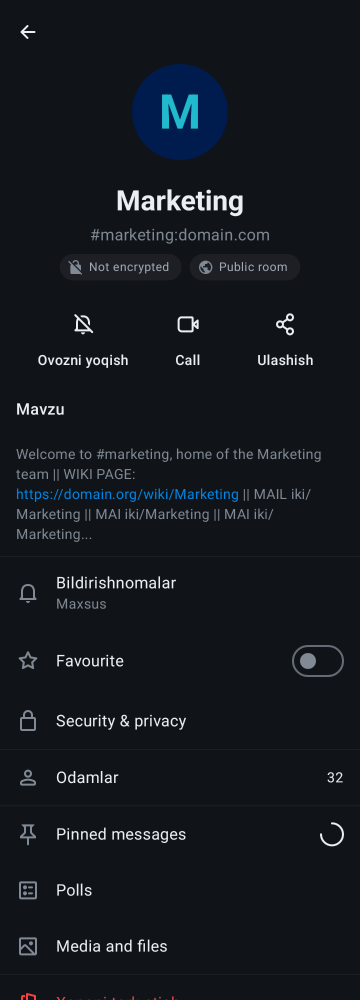 M
Marketing
#marketing:domain.com
Not encrypted
Public room
Ovozni yoqish
Call
Ulashish
Mavzu
Welcome to #marketing, home of the Marketing
team || WIKI PAGE:
https://domain.org/wiki/Marketing || MAIL iki/
Marketing || MAI iki/Marketing || MAI iki/
Marketing...
Bildirishnomalar
Maxsus
Favourite
Security & privacy
Odamlar 32
Pinned messages
Polls
Media and files